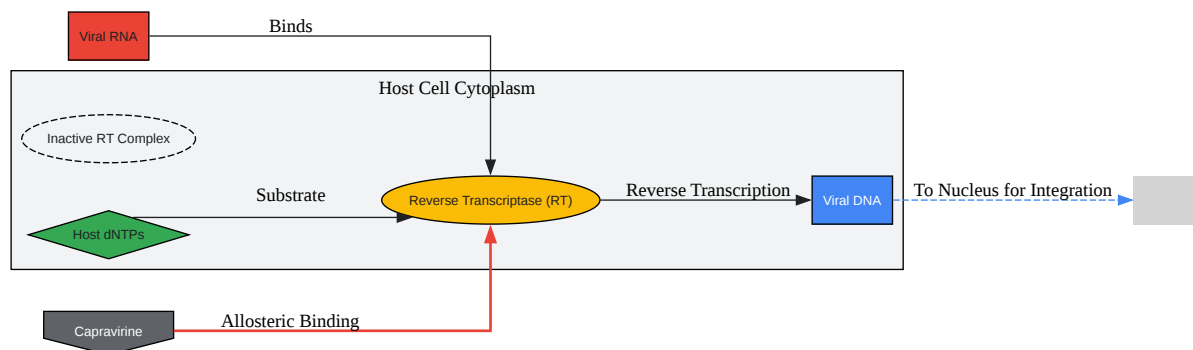 Viral RNA
Binds
Host Cell Cytoplasm
Inactive RT Complex
Substrate
Reverse Transcriptase (RT)
Reverse Transcription
Viral DNA
To Nucleus for Integration
Host dNTPs
Allosteric Binding
Capravirine